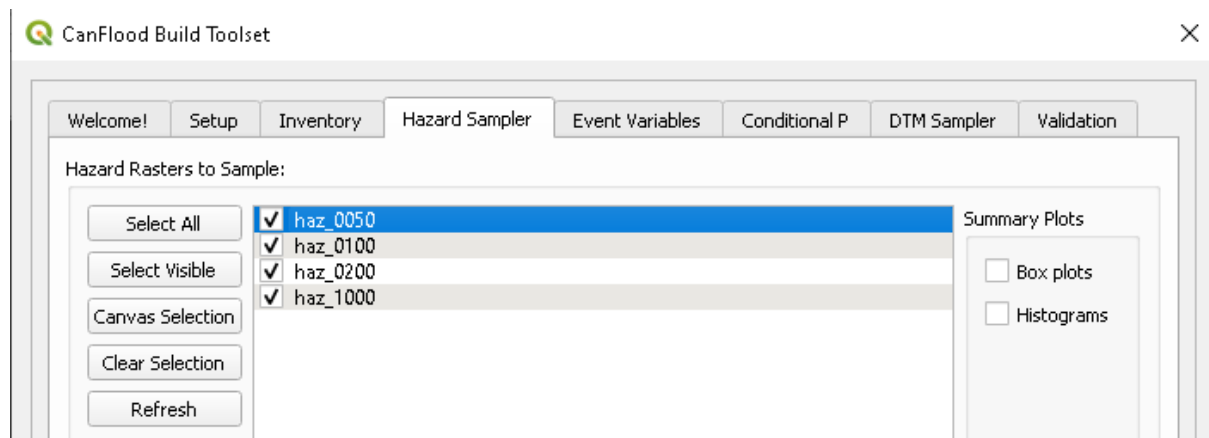 CanFlood Build Toolset
Welcome! Setup Inventory Hazard Sampler Event Variables Conditional P DTM Sampler Validation
Hazard Rasters to Sample:
Select All
Select Visible
Canvas Selection
Clear Selection
Refresh
haz_0050
haz_0100
haz_0200
haz_1000
Summary Plots
Box plots
Histograms